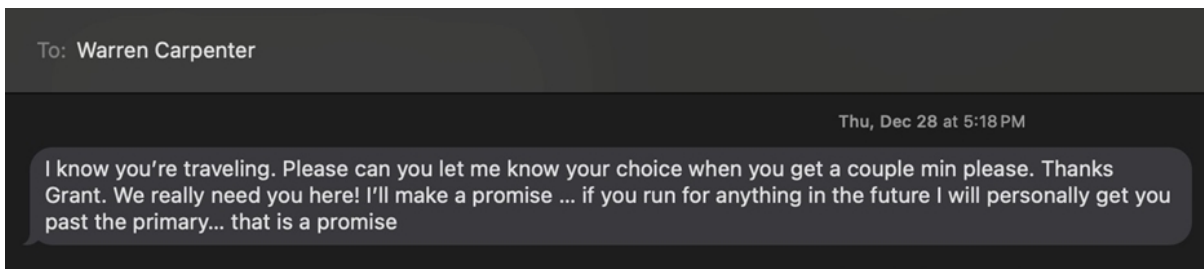 To: Warren Carpenter
Thu, Dec 28 at 5:18 PM
I know you’re traveling. Please can you let me know your choice when you get a couple min please. Thanks
Grant. We really need you here! I’ll make a promise ... if you run for anything in the future I will personally get you
past the primary... that is a promise